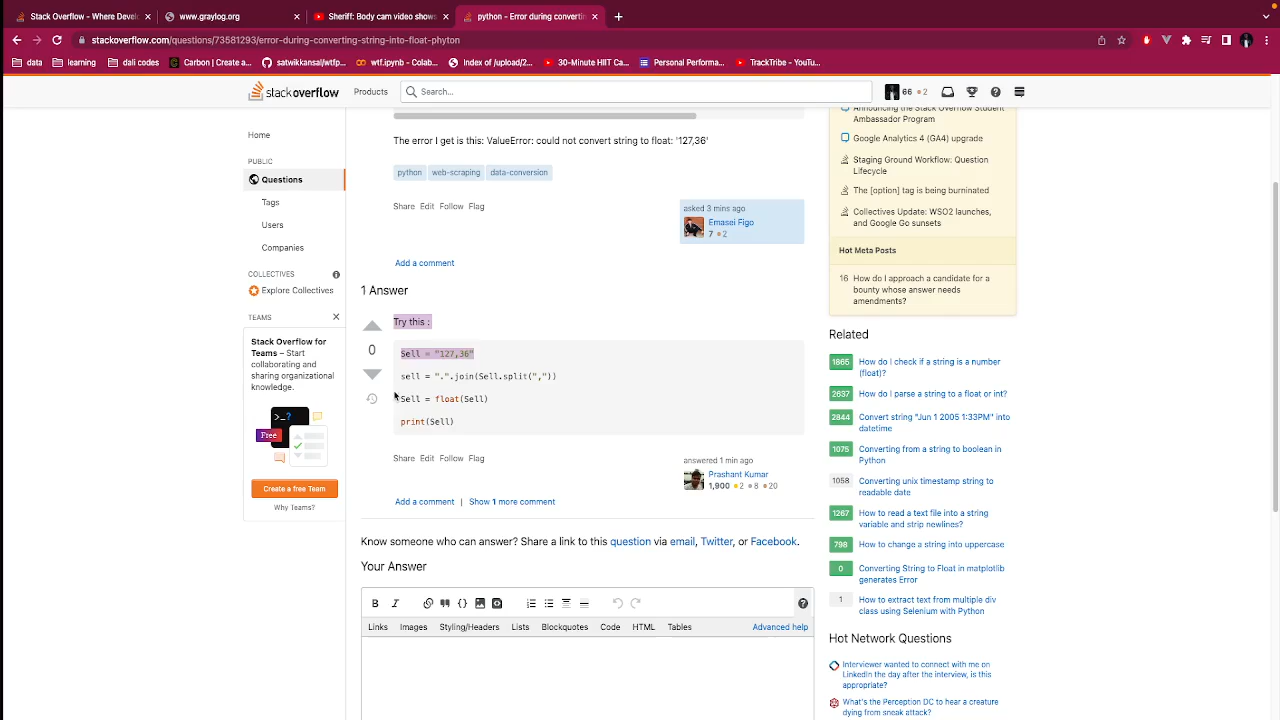 Stack Overflow - Where Devel
www.graylog.org
Sheriff: Body cam video shows
python - Error during convertin
stackoverflow.com/questions/73581293/error-during-converting-string-into-float-phyton
data
learning
dali codes
Carbon | Create a...
satwikkansal/wtfp...
wtf.ipynb - Colab...
Index of /upload/2...
30-Minute HIIT Ca...
Personal Performa...
TrackTribe - YouTu...
stackoverflow
Products
Search...
66 2
Home
PUBLIC
Questions
Tags
Users
Companies
COLLECTIVES
Explore Collectives
TEAMS
Stack Overflow for
Teams – Start
collaborating and
sharing organizational
knowledge.
Free
Create a free Team
Why Teams?
The error I get is this: ValueError: could not convert string to float: '127,36'
python web-scraping data-conversion
Share Edit Follow Flag
asked 3 mins ago
Emasei Figo
7 2
Add a comment
1 Answer
Try this :
0
Sell = "127,36"
sell = ".".join(Sell.split(","))
Sell = float(Sell)
print(Sell)
Share Edit Follow Flag
answered 1 min ago
Prashant Kumar
1,900 2 8 20
Add a comment | Show 1 more comment
Know someone who can answer? Share a link to this question via email, Twitter, or Facebook.
Your Answer
B I
Links Images Styling/Headers Lists Blockquotes Code HTML Tables Advanced help
Announcing the Stack Overflow Student
Ambassador Program
Google Analytics 4 (GA4) upgrade
Staging Ground Workflow: Question
Lifecycle
The [option] tag is being burninated
Collectives Update: WSO2 launches,
and Google Go sunsets
Hot Meta Posts
16 How do I approach a candidate for a
bounty whose answer needs
amendments?
Related
1865 How do I check if a string is a number
(float)?
2637 How do I parse a string to a float or int?
2844 Convert string "Jun 1 2005 1:33PM" into
datetime
1075 Converting from a string to boolean in
Python
1058 Converting unix timestamp string to
readable date
1267 How to read a text file into a string
variable and strip newlines?
798 How to change a string into uppercase
0 Converting String to Float in matplotlib
generates Error
1 How to extract text from multiple div
class using Selenium with Python
Hot Network Questions
Interviewer wanted to connect with me on
LinkedIn the day after the interview, is this
appropriate?
What's the Perception DC to hear a creature
dying from sneak attack?